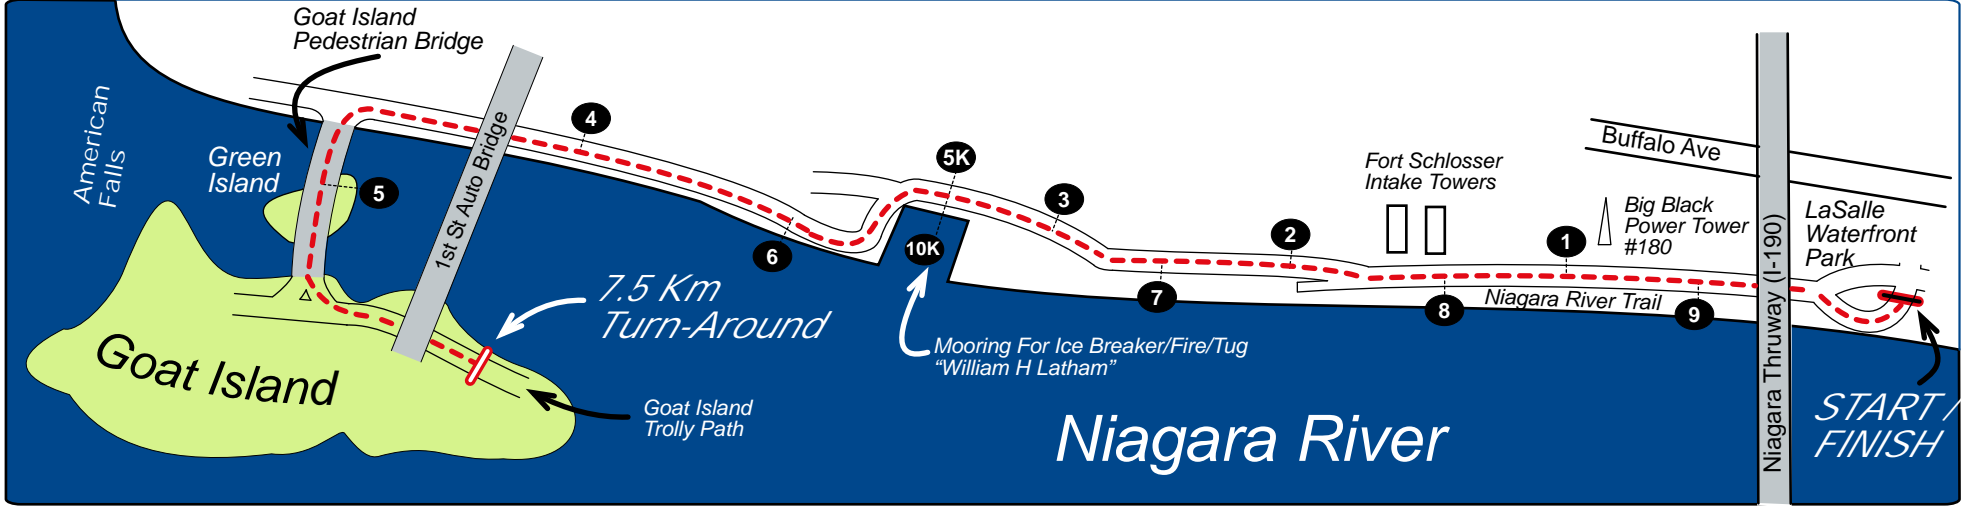 Goat Island
Pedestrian Bridge
American
Falls
Green
Island
5
1st St Auto Bridge
4
6
5K
10K
3
7
2
Fort Schlosser
Intake Towers
8
1
Big Black
Power Tower
#180
Niagara River Trail
9
Buffalo Ave
Niagara Thruway (I-190)
LaSalle
Waterfront
Park
START /
FINISH
7.5 Km
Turn-Around
Mooring For Ice Breaker/Fire/Tug
“William H Latham”
Goat Island
Goat Island
Trolly Path
Niagara River